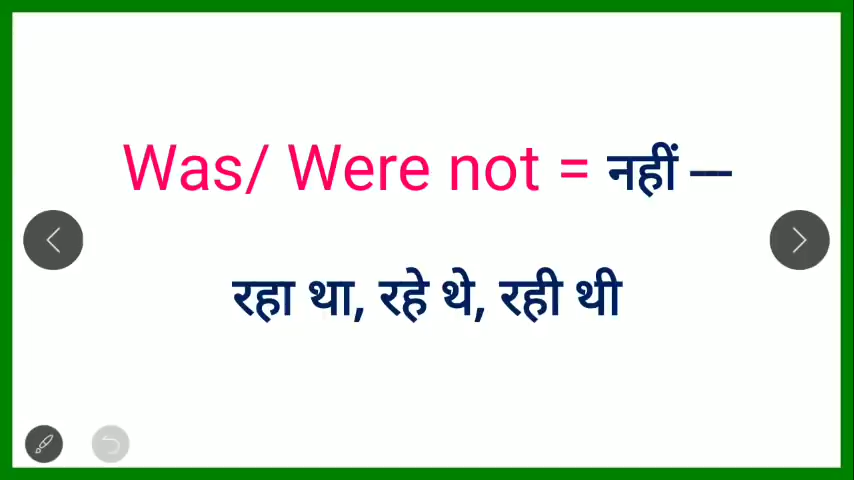 Was/ Were not = नहीं —
रहा था, रहे थे, रही थी